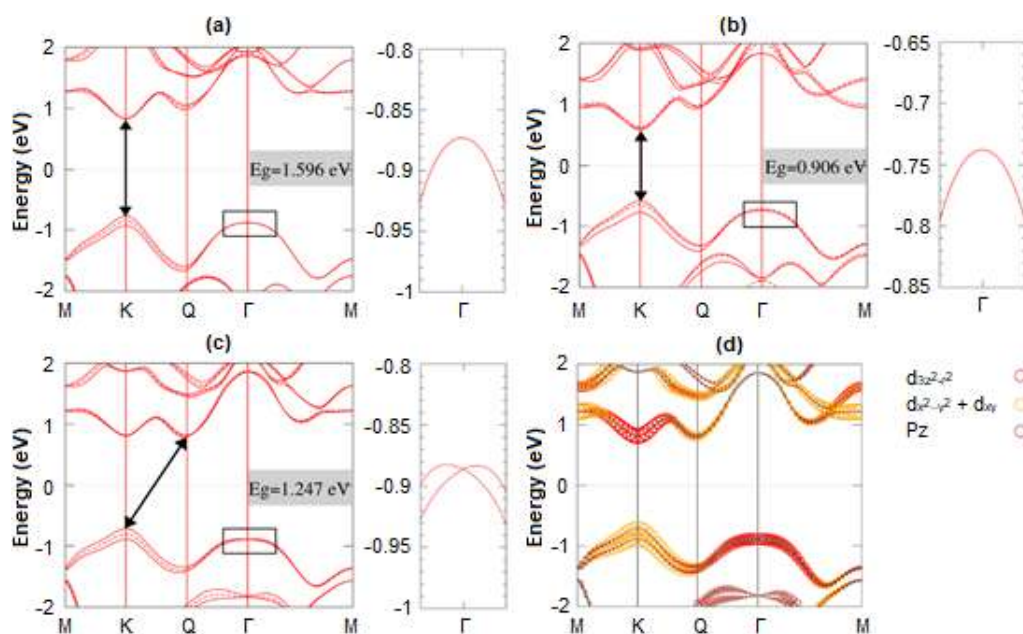 (a)
Energy (eV)
2
1
0
-1
-2
M K Q Γ M
Eg=1.596 eV
-0.8
-0.85
-0.9
-0.95
-1
Γ
(b)
Energy (eV)
2
1
0
-1
-2
M K Q Γ M
Eg=0.906 eV
-0.65
-0.7
-0.75
-0.8
-0.85
Γ
(c)
Energy (eV)
2
1
0
-1
-2
M K Q Γ M
Eg=1.247 eV
-0.8
-0.85
-0.9
-0.95
-1
Γ
(d)
Energy (eV)
2
1
0
-1
-2
M K Q Γ M
d3z²-r²
dx²-y² + dxy
Pz